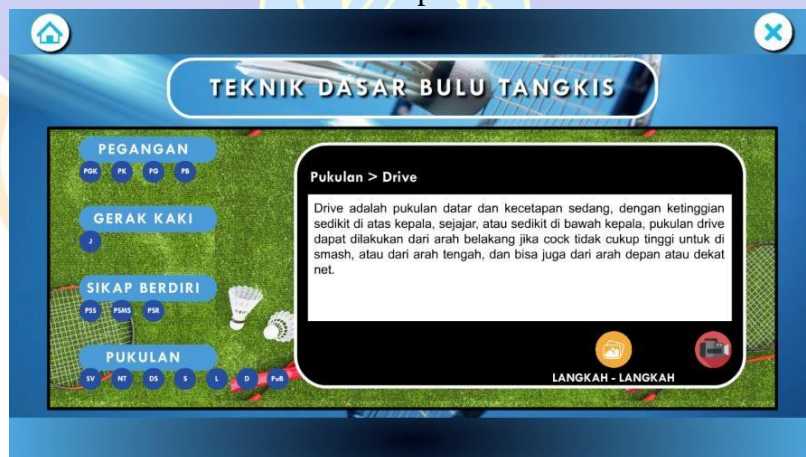 TEKNIK DASAR BULU TANGKIS
PEGANGAN
PGK PK PG PB
GERAK KAKI
J
SIKAP BERDIRI
PSS PSMS PSR
PUKULAN
SV NT DS S L D PuB
Pukulan > Drive
Drive adalah pukulan datar dan kecetapan sedang, dengan ketinggian
sedikit di atas kepala, sejajar, atau sedikit di bawah kepala, pukulan drive
dapat dilakukan dari arah belakang jika cock tidak cukup tinggi untuk di
smash, atau dari arah tengah, dan bisa juga dari arah depan atau dekat
net.
LANGKAH - LANGKAH